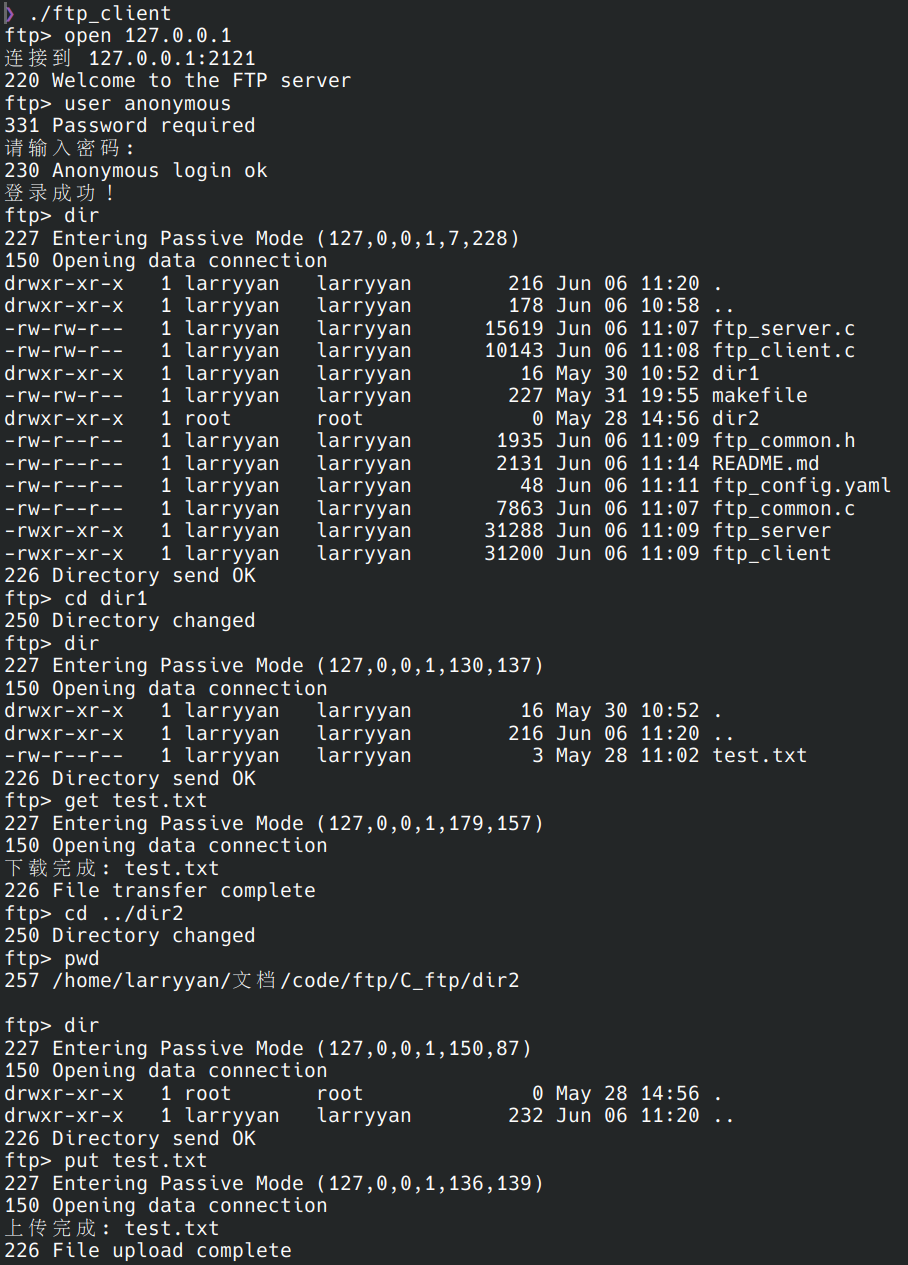 ❯ ./ftp_client
ftp> open 127.0.0.1
连接到 127.0.0.1:2121
220 Welcome to the FTP server
ftp> user anonymous
331 Password required
请输入密码:
230 Anonymous login ok
登录成功！
ftp> dir
227 Entering Passive Mode (127,0,0,1,7,228)
150 Opening data connection
drwxr-xr-x   1 larryyan   larryyan        216 Jun 06 11:20 .
drwxr-xr-x   1 larryyan   larryyan        178 Jun 06 10:58 ..
-rw-rw-r--   1 larryyan   larryyan      15619 Jun 06 11:07 ftp_server.c
-rw-rw-r--   1 larryyan   larryyan      10143 Jun 06 11:08 ftp_client.c
drwxr-xr-x   1 larryyan   larryyan         16 May 30 10:52 dir1
-rw-rw-r--   1 larryyan   larryyan        227 May 31 19:55 makefile
drwxr-xr-x   1 root       root              0 May 28 14:56 dir2
-rw-r--r--   1 larryyan   larryyan       1935 Jun 06 11:09 ftp_common.h
-rw-r--r--   1 larryyan   larryyan       2131 Jun 06 11:14 README.md
-rw-r--r--   1 larryyan   larryyan         48 Jun 06 11:11 ftp_config.yaml
-rw-r--r--   1 larryyan   larryyan       7863 Jun 06 11:07 ftp_common.c
-rwxr-xr-x   1 larryyan   larryyan      31288 Jun 06 11:09 ftp_server
-rwxr-xr-x   1 larryyan   larryyan      31200 Jun 06 11:09 ftp_client
226 Directory send OK
ftp> cd dir1
250 Directory changed
ftp> dir
227 Entering Passive Mode (127,0,0,1,130,137)
150 Opening data connection
drwxr-xr-x   1 larryyan   larryyan         16 May 30 10:52 .
drwxr-xr-x   1 larryyan   larryyan        216 Jun 06 11:20 ..
-rw-r--r--   1 larryyan   larryyan          3 May 28 11:02 test.txt
226 Directory send OK
ftp> get test.txt
227 Entering Passive Mode (127,0,0,1,179,157)
150 Opening data connection
下载完成: test.txt
226 File transfer complete
ftp> cd ../dir2
250 Directory changed
ftp> pwd
257 /home/larryyan/文档/code/ftp/C_ftp/dir2
ftp> dir
227 Entering Passive Mode (127,0,0,1,150,87)
150 Opening data connection
drwxr-xr-x   1 root       root              0 May 28 14:56 .
drwxr-xr-x   1 larryyan   larryyan        232 Jun 06 11:20 ..
226 Directory send OK
ftp> put test.txt
227 Entering Passive Mode (127,0,0,1,136,139)
150 Opening data connection
上传完成: test.txt
226 File upload complete